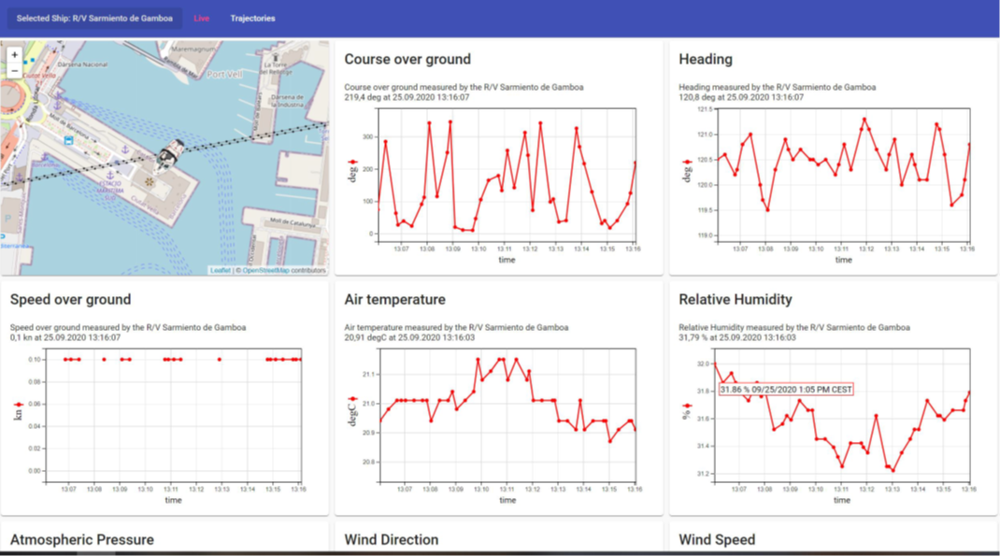 Selected Ship: R/V Sarmiento de Gamboa Live Trajectories
+
−
Maremagnum
Dàrsena Nacional
Port Vell
La Torre
del Rellotge
Ciutat Vella
Dàrsena de
la Indústria
Moll de Barcelona
Ciutat Vella
Moll de Catalunya
P
Leaflet | © OpenStreetMap contributors
Course over ground
Course over ground measured by the R/V Sarmiento de Gamboa
219,4 deg at 25.09.2020 13:16:07
deg
300
200
100
0
13:07 13:08 13:09 13:10 13:11 13:12 13:13 13:14 13:15 13:16
time
Heading
Heading measured by the R/V Sarmiento de Gamboa
120,8 deg at 25.09.2020 13:16:07
deg
121.5
121.0
120.5
120.0
119.5
119.0
13:07 13:08 13:09 13:10 13:11 13:12 13:13 13:14 13:15 13:16
time
Speed over ground
Speed over ground measured by the R/V Sarmiento de Gamboa
0,1 kn at 25.09.2020 13:16:07
kn
0.10
0.08
0.06
0.04
0.02
0.00
13:07 13:08 13:09 13:10 13:11 13:12 13:13 13:14 13:15 13:16
time
Air temperature
Air temperature measured by the R/V Sarmiento de Gamboa
20,91 degC at 25.09.2020 13:16:03
degC
21.1
21.0
20.9
20.8
13:07 13:08 13:09 13:10 13:11 13:12 13:13 13:14 13:15 13:16
time
Relative Humidity
Relative Humidity measured by the R/V Sarmiento de Gamboa
31,79 % at 25.09.2020 13:16:03
%
32.0
31.8
31.86 % 09/25/2020 1:05 PM CEST
31.6
31.4
31.2
13:07 13:08 13:09 13:10 13:11 13:12 13:13 13:14 13:15 13:16
time
Atmospheric Pressure
Wind Direction
Wind Speed